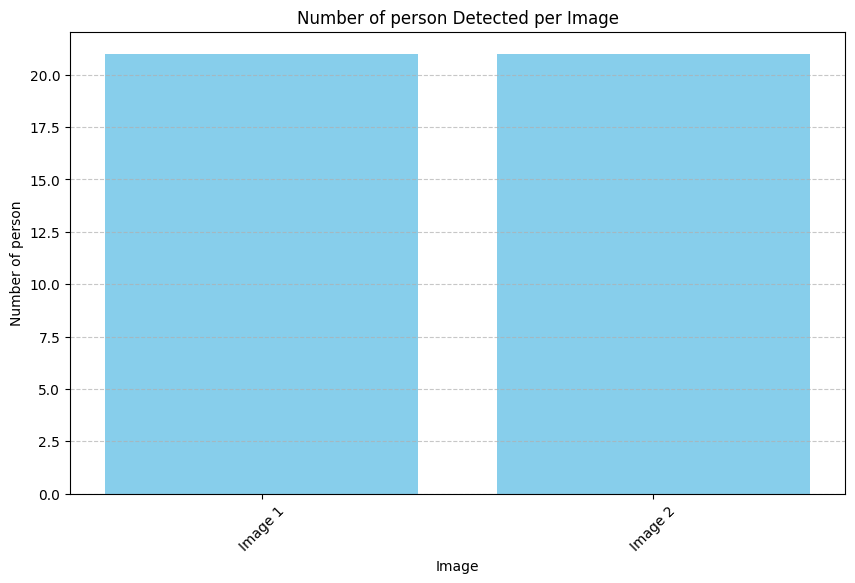 Number of person Detected per Image
20.0
17.5
15.0
12.5
10.0
7.5
5.0
2.5
0.0
Number of person
Image 1
Image 2
Image